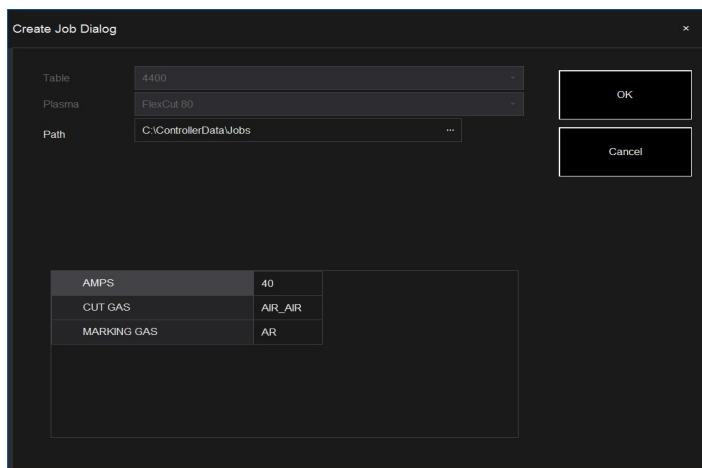 Create Job Dialog ×
Table 4400
Plasma FlexCut 80
Path C:\ControllerData\Jobs ...
OK
Cancel
AMPS 40
CUT GAS AIR_AIR
MARKING GAS AR